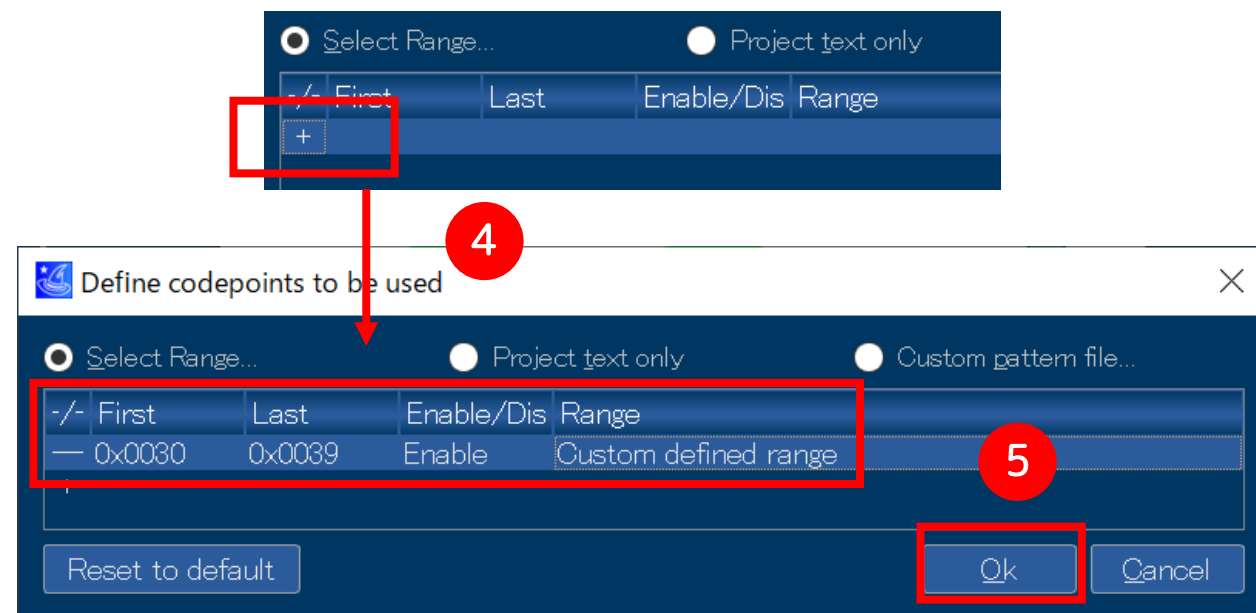 Select Range... Project text only
-/- First Last Enable/Dis Range
+
4
Define codepoints to be used
Select Range... Project text only Custom pattern file...
-/- First Last Enable/Dis Range
— 0x0030 0x0039 Enable Custom defined range
5
+
Reset to default Ok Cancel